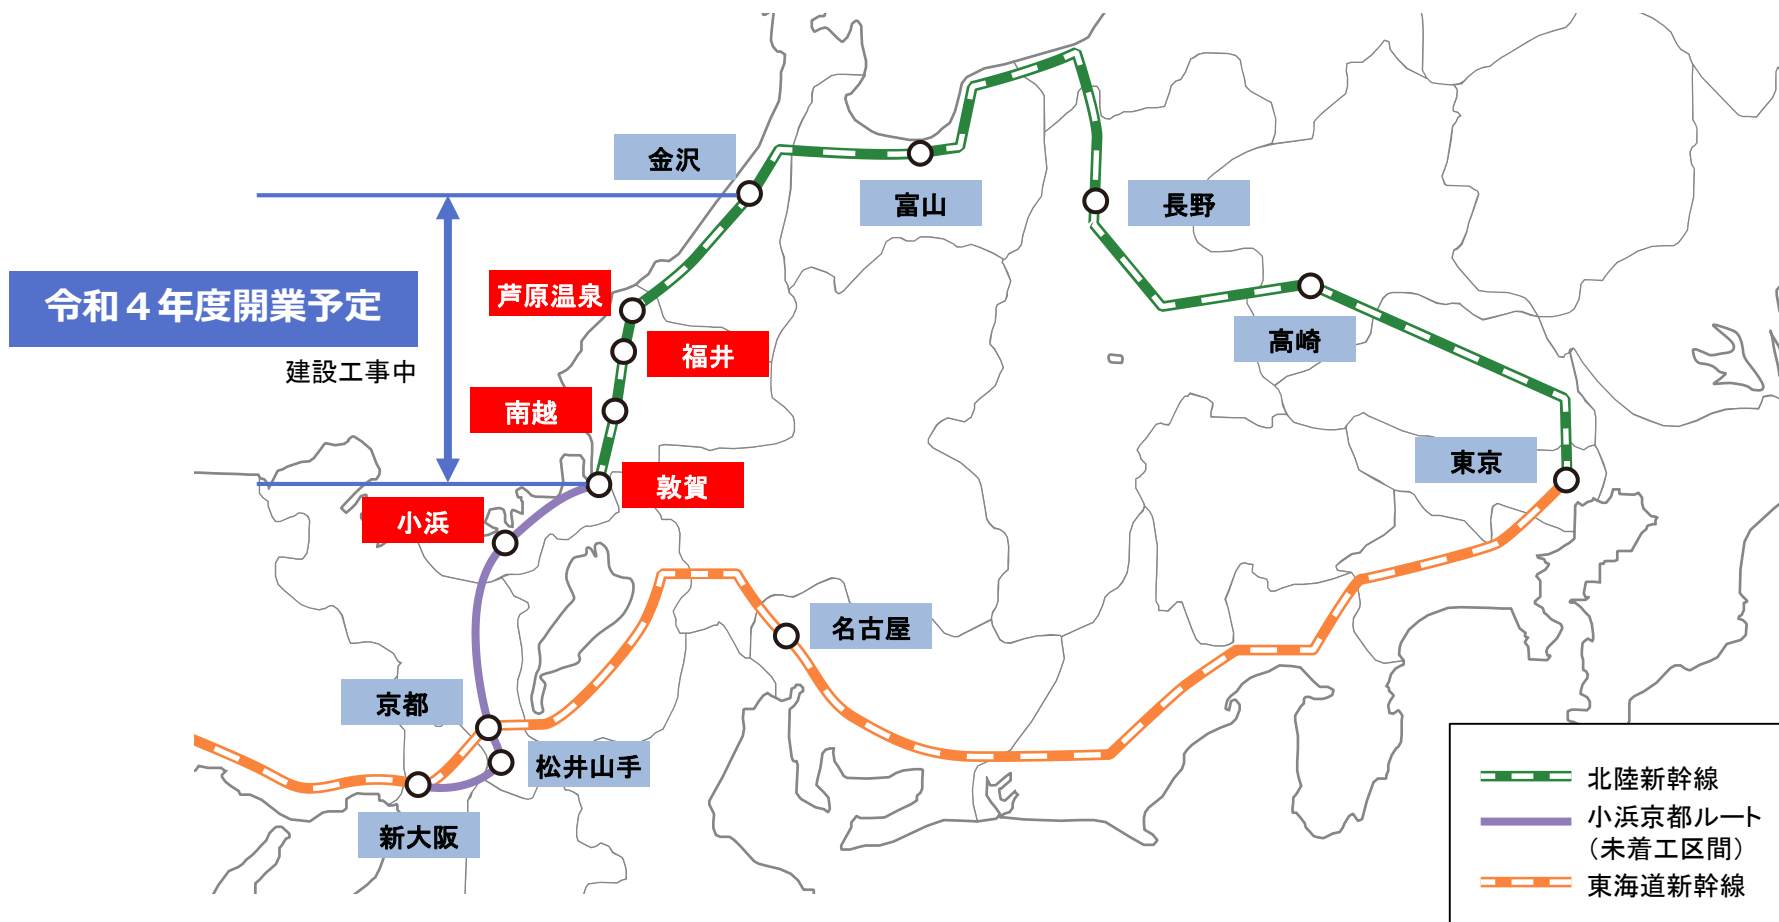 金沢
富山
長野
令和４年度開業予定
建設工事中
芦原温泉
福井
高崎
南越
東京
敦賀
小浜
名古屋
京都
松井山手
新大阪
北陸新幹線
小浜京都ルート
（未着工区間）
東海道新幹線